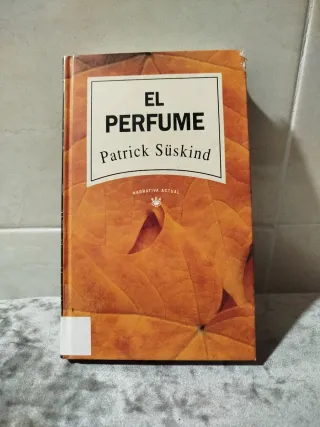 EL
PERFUME
Patrick Süskind
NARRATIVA ACTUAL